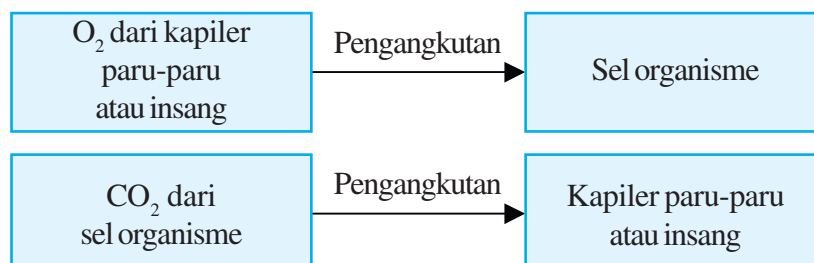 O₂ dari kapiler
paru-paru
atau insang
Pengangkutan
Sel organisme
CO₂ dari
sel organisme
Pengangkutan
Kapiler paru-paru
atau insang